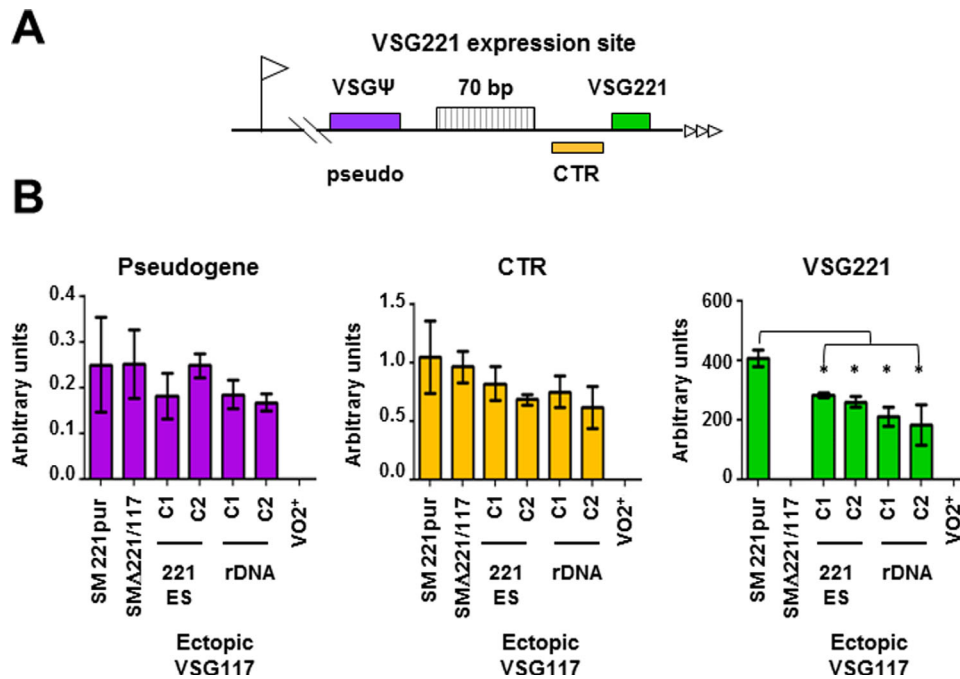 A
VSG221 expression site
VSGΨ 70 bp VSG221
pseudo CTR
B
Pseudogene
Arbitrary units
0.4
0.3
0.2
0.1
0.0
SM 221pur
SMΔ221/117
C1
C2
C1
C2
VO2⁺
221
ES
rDNA
Ectopic
VSG117
CTR
Arbitrary units
1.5
1.0
0.5
0.0
SM 221pur
SMΔ221/117
C1
C2
C1
C2
VO2⁺
221
ES
rDNA
Ectopic
VSG117
VSG221
Arbitrary units
600
400
200
0
* * * *
SM 221pur
SMΔ221/117
C1
C2
C1
C2
VO2⁺
221
ES
rDNA
Ectopic
VSG117